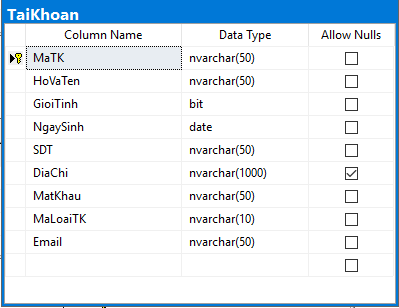 TaiKhoan
Column Name Data Type Allow Nulls
MaTK nvarchar(50)
HoVaTen nvarchar(50)
GioiTinh bit
NgaySinh date
SDT nvarchar(50)
DiaChi nvarchar(1000)
MatKhau nvarchar(50)
MaLoaiTK nvarchar(10)
Email nvarchar(50)